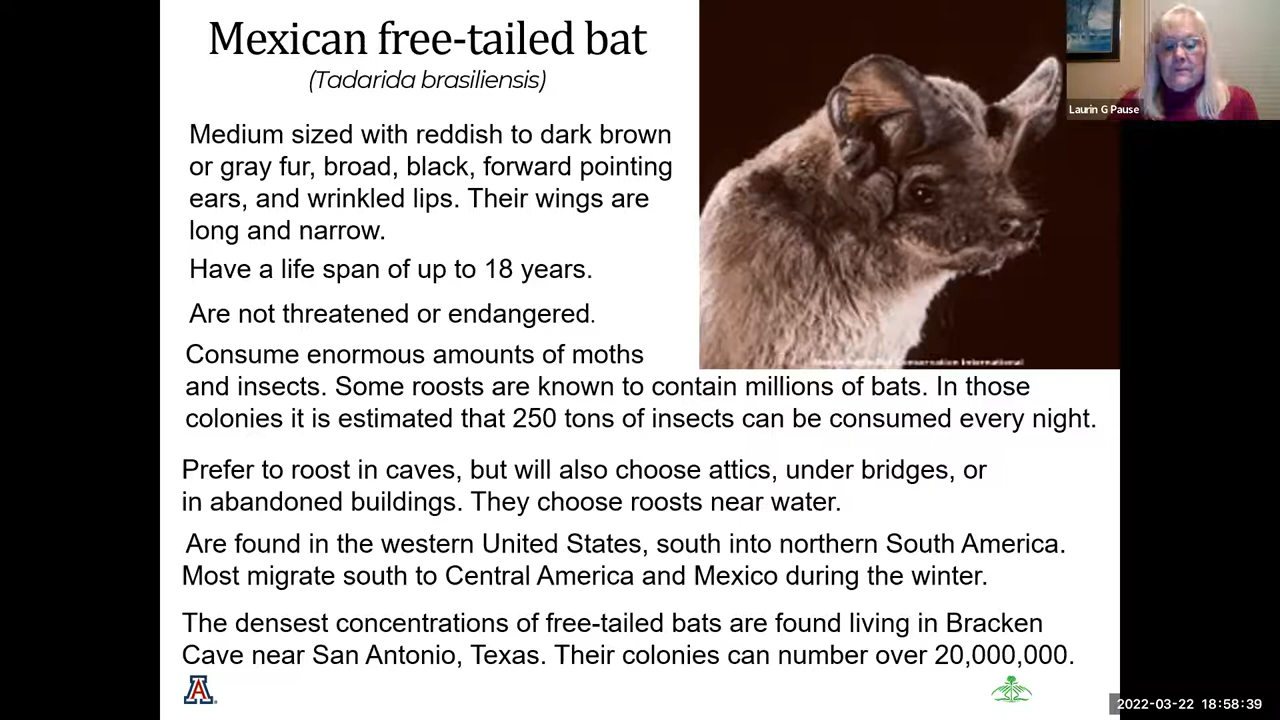 Mexican free-tailed bat
(Tadarida brasiliensis)
Medium sized with reddish to dark brown
or gray fur, broad, black, forward pointing
ears, and wrinkled lips. Their wings are
long and narrow.
Have a life span of up to 18 years.
Are not threatened or endangered.
Consume enormous amounts of moths
and insects. Some roosts are known to contain millions of bats. In those
colonies it is estimated that 250 tons of insects can be consumed every night.
Prefer to roost in caves, but will also choose attics, under bridges, or
in abandoned buildings. They choose roosts near water.
Are found in the western United States, south into northern South America.
Most migrate south to Central America and Mexico during the winter.
The densest concentrations of free-tailed bats are found living in Bracken
Cave near San Antonio, Texas. Their colonies can number over 20,000,000.
Conservation International
Laurin G Pause
A
2022-03-22 18:58:39